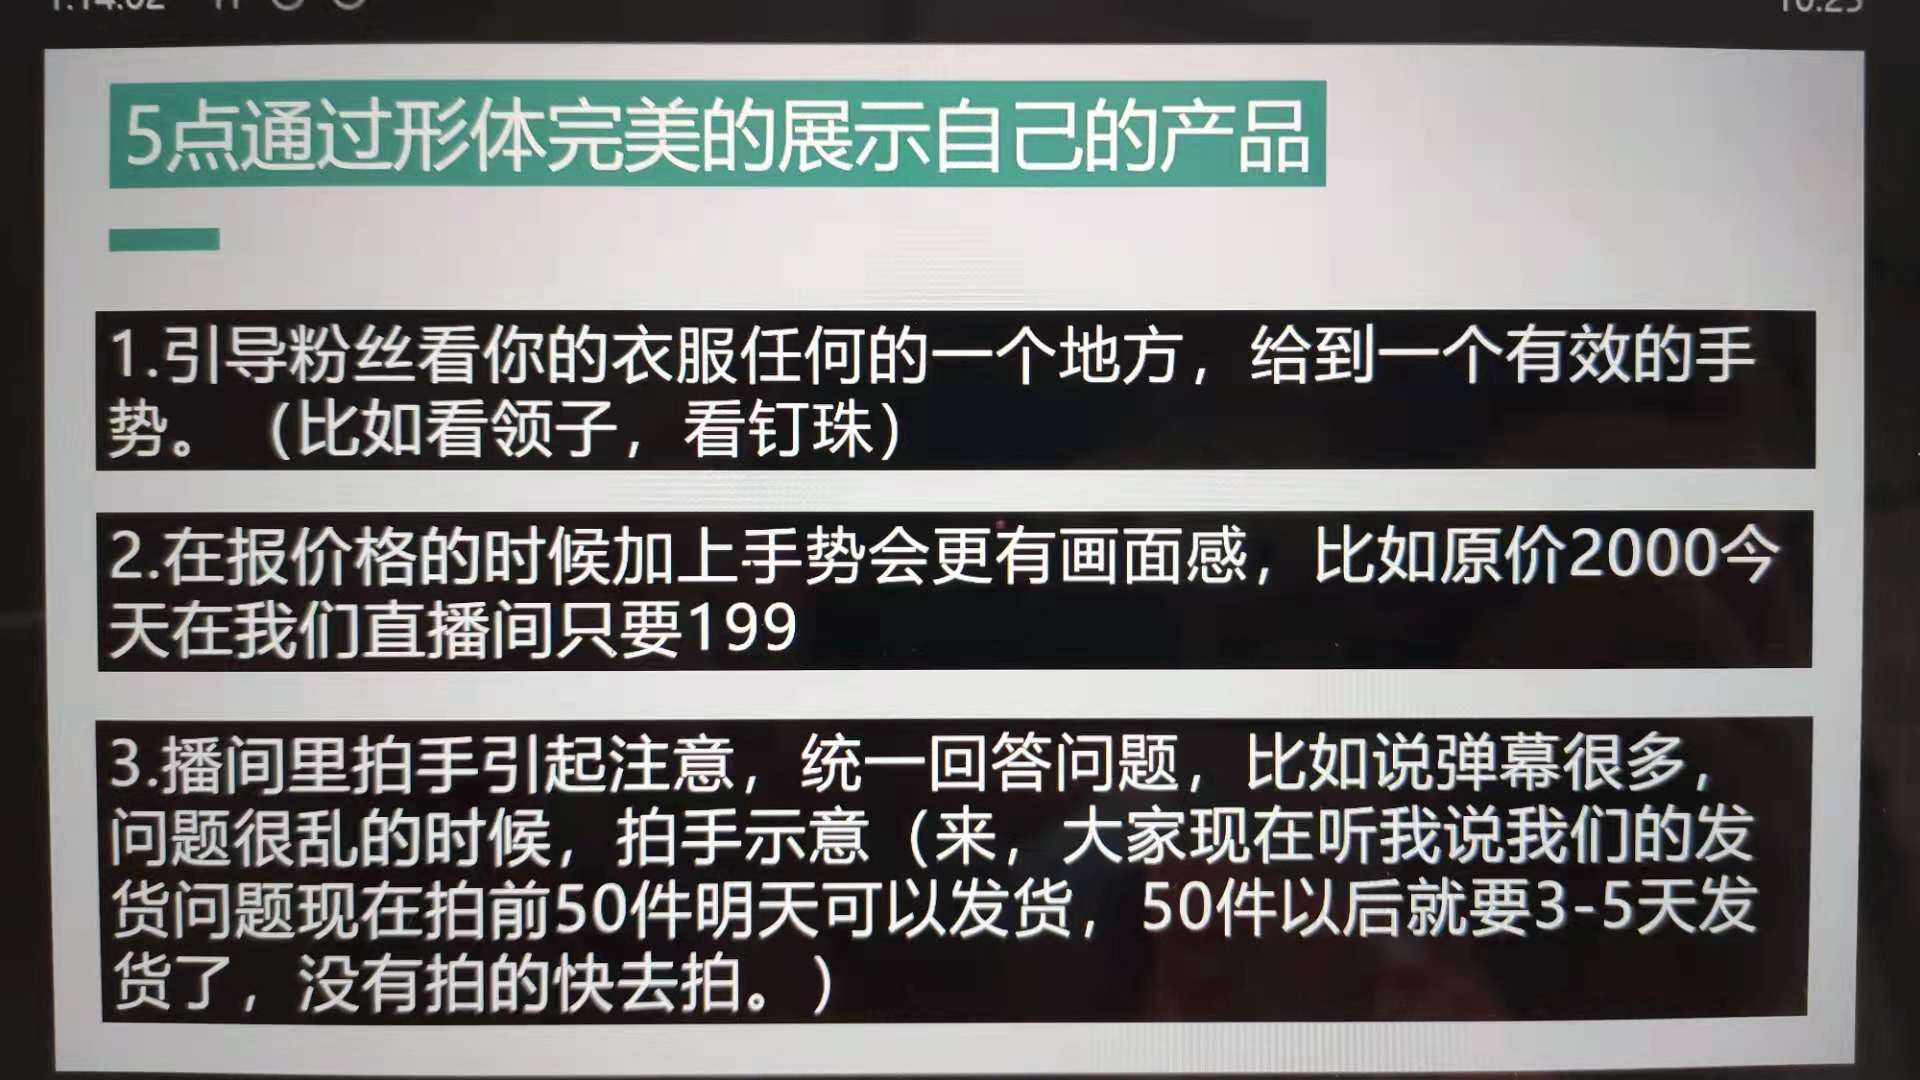 5点通过形体完美的展示自己的产品
1.引导粉丝看你的衣服任何的一个地方，给到一个有效的手
势。（比如看领子，看钉珠）
2.在报价格的时候加上手势会更有画面感，比如原价2000今
天在我们直播间只要199
3.播间里拍手引起注意，统一回答问题，比如说弹幕很多，
问题很乱的时候，拍手示意（来，大家现在听我说我们的发
货问题现在拍前50件明天可以发货，50件以后就要3-5天发
货了，没有拍的快去拍。）